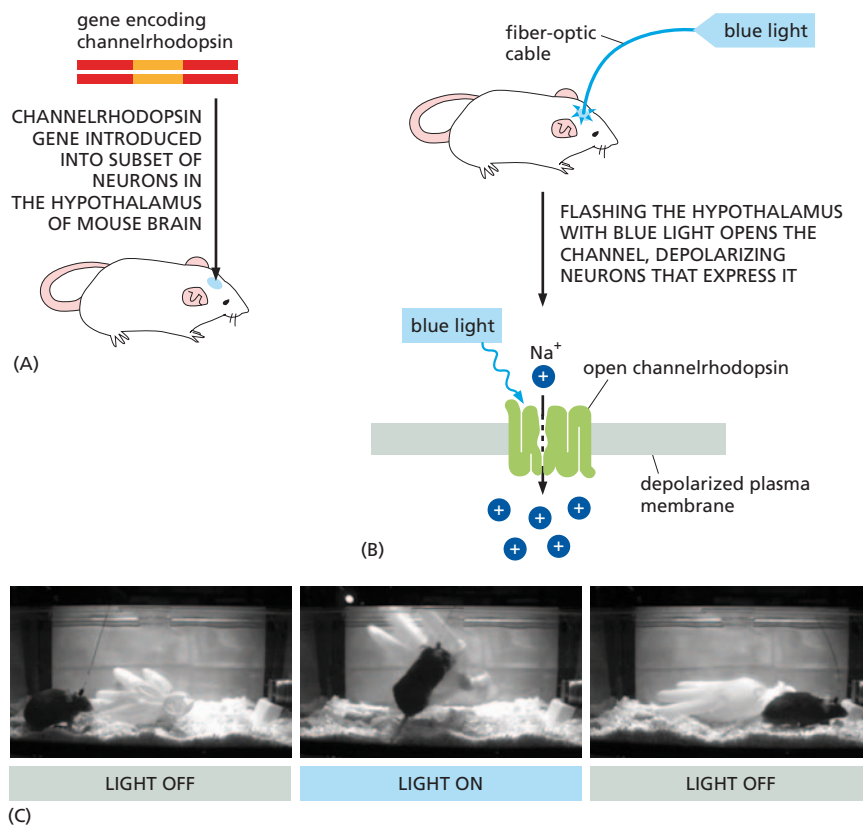 gene encoding
channelrhodopsin
CHANNELRHODOPSIN
GENE INTRODUCED
INTO SUBSET OF
NEURONS IN
THE HYPOTHALAMUS
OF MOUSE BRAIN
(A)
fiber-optic
cable
blue light
FLASHING THE HYPOTHALAMUS
WITH BLUE LIGHT OPENS THE
CHANNEL, DEPOLARIZING
NEURONS THAT EXPRESS IT
blue light
Na⁺
+
open channelrhodopsin
depolarized plasma
membrane
+ + +
+ +
(B)
LIGHT OFF
LIGHT ON
LIGHT OFF
(C)